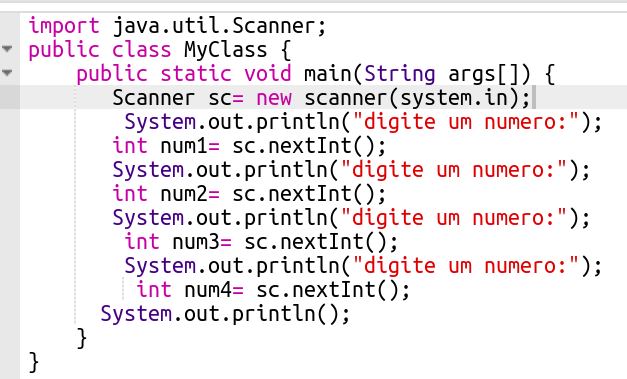 import java.util.Scanner;
public class MyClass {
public static void main(String args[]) {
Scanner sc= new scanner(system.in);
System.out.println("digite um numero:");
int num1= sc.nextInt();
System.out.println("digite um numero:");
int num2= sc.nextInt();
System.out.println("digite um numero:");
int num3= sc.nextInt();
System.out.println("digite um numero:");
int num4= sc.nextInt();
System.out.println();
}
}